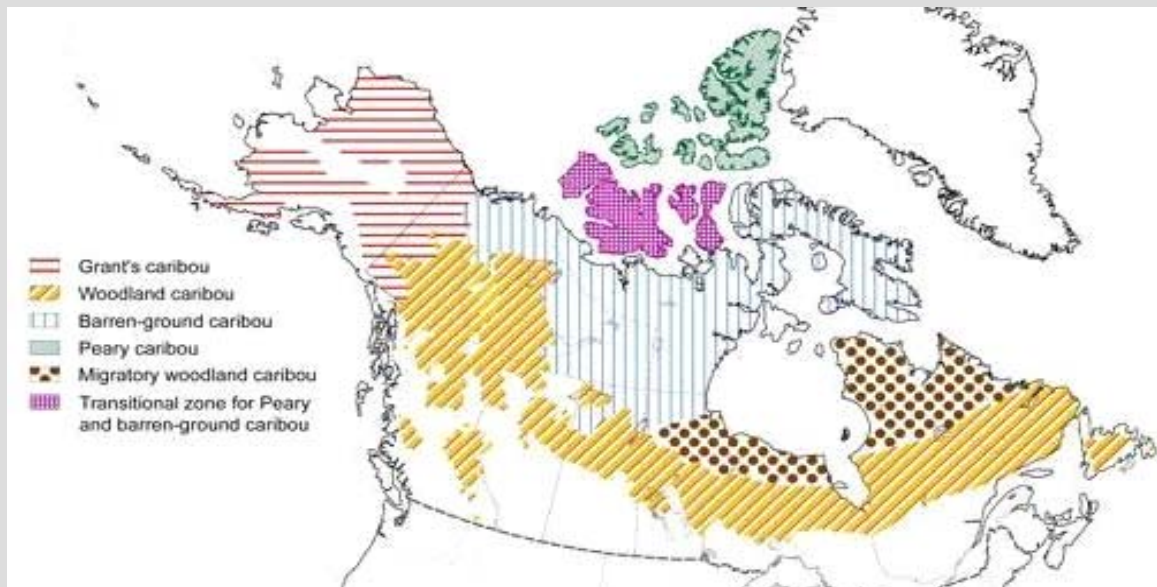 Grant's caribou
Woodland caribou
Barren-ground caribou
Peary caribou
Migratory woodland caribou
Transitional zone for Peary
and barren-ground caribou